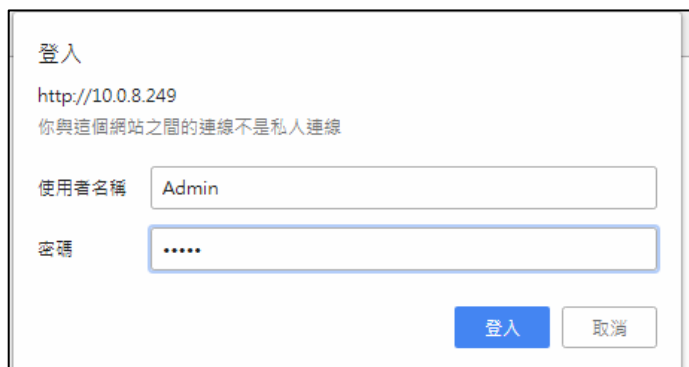 登入
http://10.0.8.249
你與這個網站之間的連線不是私人連線
使用者名稱 Admin
密碼 •••••
登入 取消